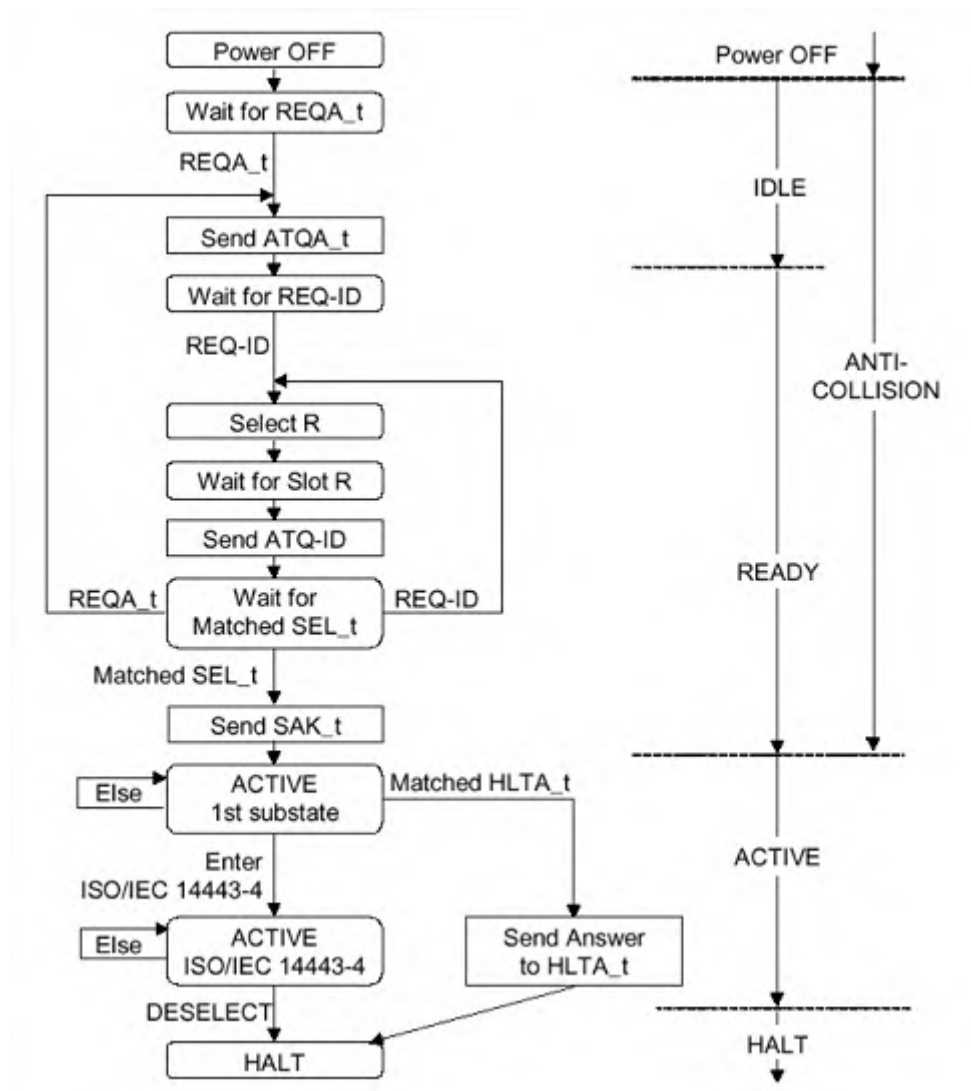 Power OFF
Wait for REQA_t
REQA_t
Send ATQA_t
Wait for REQ-ID
REQ-ID
Select R
Wait for Slot R
Send ATQ-ID
REQA_t
Wait for
Matched SEL_t
REQ-ID
Matched SEL_t
Send SAK_t
Else
ACTIVE
1st substate
Matched HLTA_t
Enter
ISO/IEC 14443-4
Else
ACTIVE
ISO/IEC 14443-4
Send Answer
to HLTA_t
DESELECT
HALT
Power OFF
IDLE
ANTI-
COLLISION
READY
ACTIVE
HALT